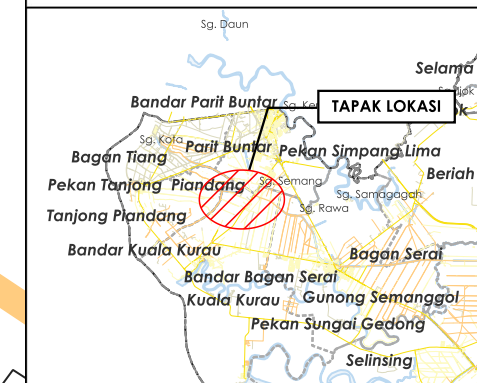 Sg. Daun
Selama
Bandar Parit Buntar
TAPAK LOKASI
Sg. Kota
Parit Buntar
Pekan Simpang Lima
Bagan Tiang
Beriah
Pekan Tanjong Piandang
Sg. Semang
Sg. Samagagah
Sg. Rawa
Tanjong Piandang
Bandar Kuala Kurau
Bagan Serai
Bandar Bagan Serai
Kuala Kurau
Gunong Semanggol
Pekan Sungai Gedong
Selinsing